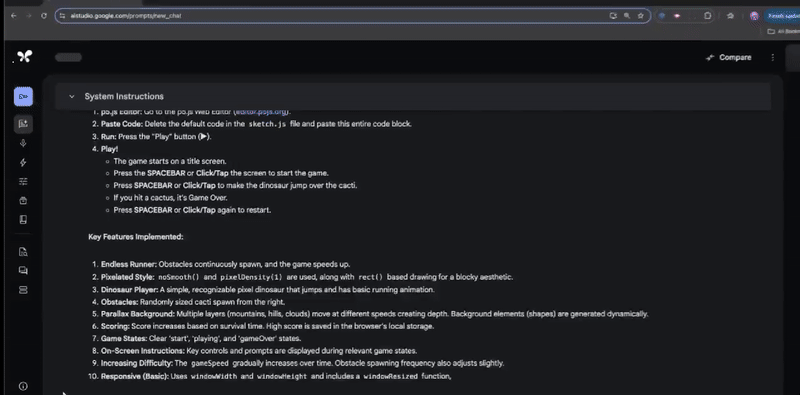 aistudio.google.com/prompts/new_chat
All Bookm
Compare
System Instructions
1. p5.js Editor: Go to the p5.js Web Editor (editor.p5js.org).
2. Paste Code: Delete the default code in the sketch.js file and paste this entire code block.
3. Run: Press the "Play" button (▶).
4. Play!
○ The game starts on a title screen.
○ Press the SPACEBAR or Click/Tap the screen to start the game.
○ Press SPACEBAR or Click/Tap to make the dinosaur jump over the cacti.
○ If you hit a cactus, it's Game Over.
○ Press SPACEBAR or Click/Tap again to restart.
Key Features Implemented:
1. Endless Runner: Obstacles continuously spawn, and the game speeds up.
2. Pixelated Style: noSmooth() and pixelDensity(1) are used, along with rect() based drawing for a blocky aesthetic.
3. Dinosaur Player: A simple, recognizable pixel dinosaur that jumps and has basic running animation.
4. Obstacles: Randomly sized cacti spawn from the right.
5. Parallax Background: Multiple layers (mountains, hills, clouds) move at different speeds creating depth. Background elements (shapes) are generated dynamically.
6. Scoring: Score increases based on survival time. High score is saved in the browser's local storage.
7. Game States: Clear 'start', 'playing', and 'gameOver' states.
8. On-Screen Instructions: Key controls and prompts are displayed during relevant game states.
9. Increasing Difficulty: The gameSpeed gradually increases over time. Obstacle spawning frequency also adjusts slightly.
10. Responsive (Basic): Uses windowWidth and windowHeight and includes a windowResized function,